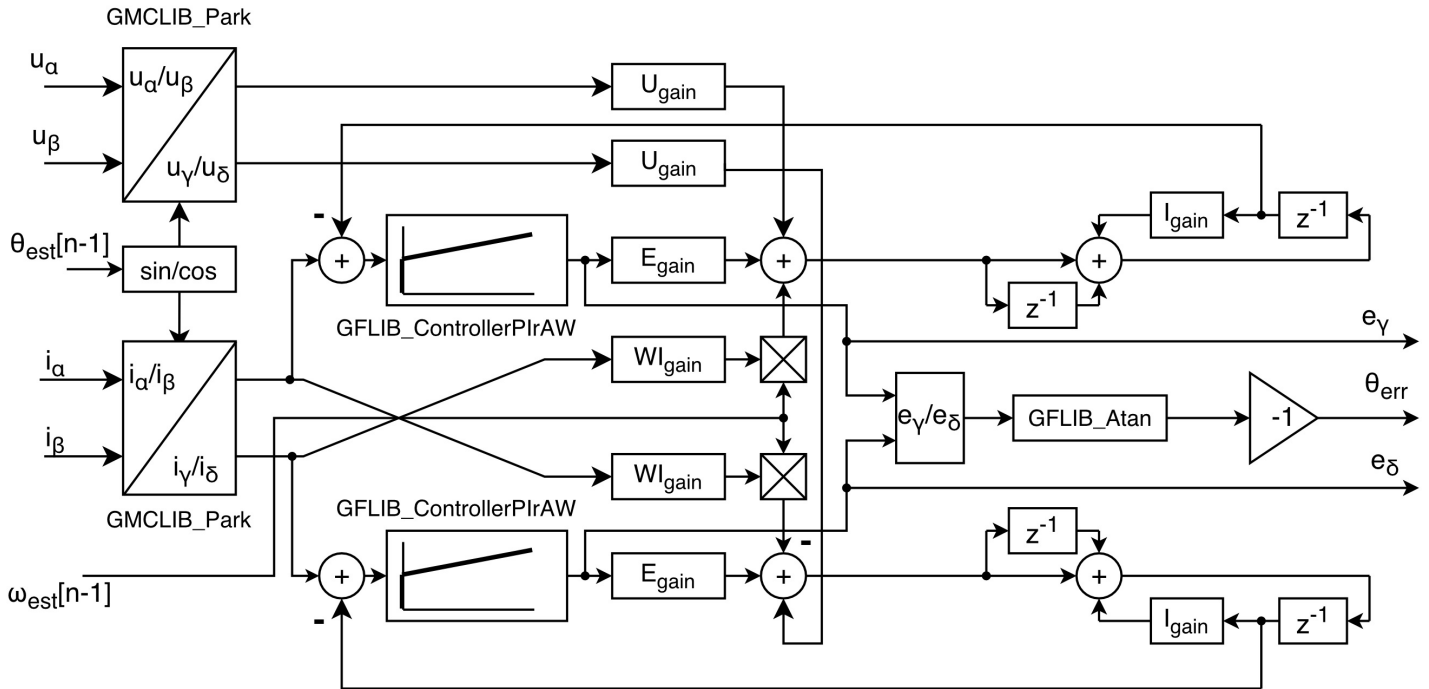 GMCLIB_Park
uα
uα/uβ
Ugain
uβ
uγ/uδ
Ugain
-
Igain
z-1
θest[n-1]
sin/cos
+
Egain
+
+
z-1
GFLIB_ControllerPIrAW
eγ
iα
iα/iβ
WIgain
θerr
eγ/eδ
GFLIB_Atan
-1
iβ
iγ/iδ
WIgain
eδ
GMCLIB_Park
GFLIB_ControllerPIrAW
z-1
-
ωest[n-1]
+
Egain
+
+
-
Igain
z-1